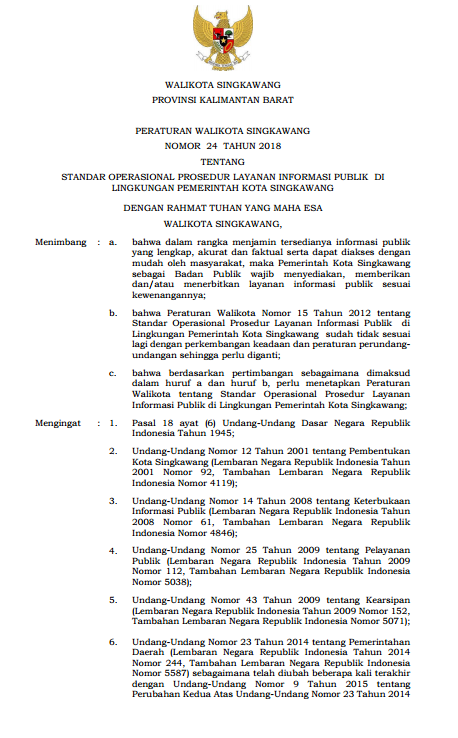 WALIKOTA SINGKAWANG
PROVINSI KALIMANTAN BARAT
PERATURAN WALIKOTA SINGKAWANG
NOMOR 24 TAHUN 2018
TENTANG
STANDAR OPERASIONAL PROSEDUR LAYANAN INFORMASI PUBLIK DI
LINGKUNGAN PEMERINTAH KOTA SINGKAWANG
DENGAN RAHMAT TUHAN YANG MAHA ESA
WALIKOTA SINGKAWANG,
Menimbang : a. bahwa dalam rangka menjamin tersedianya informasi publik
yang lengkap, akurat dan faktual serta dapat diakses dengan
mudah oleh masyarakat, maka Pemerintah Kota Singkawang
sebagai Badan Publik wajib menyediakan, memberikan
dan/atau menerbitkan layanan informasi publik sesuai
kewenangannya;
b. bahwa Peraturan Walikota Nomor 15 Tahun 2012 tentang
Standar Operasional Prosedur Layanan Informasi Publik di
Lingkungan Pemerintah Kota Singkawang sudah tidak sesuai
lagi dengan perkembangan keadaan dan peraturan perundang-
undangan sehingga perlu diganti;
c. bahwa berdasarkan pertimbangan sebagaimana dimaksud
dalam huruf a dan huruf b, perlu menetapkan Peraturan
Walikota tentang Standar Operasional Prosedur Layanan
Informasi Publik di Lingkungan Pemerintah Kota Singkawang;
Mengingat : 1. Pasal 18 ayat (6) Undang-Undang Dasar Negara Republik
Indonesia Tahun 1945;
2. Undang-Undang Nomor 12 Tahun 2001 tentang Pembentukan
Kota Singkawang (Lembaran Negara Republik Indonesia Tahun
2001 Nomor 92, Tambahan Lembaran Negara Republik
Indonesia Nomor 4119);
3. Undang-Undang Nomor 14 Tahun 2008 tentang Keterbukaan
Informasi Publik (Lembaran Negara Republik Indonesia Tahun
2008 Nomor 61, Tambahan Lembaran Negara Republik
Indonesia Nomor 4846);
4. Undang-Undang Nomor 25 Tahun 2009 tentang Pelayanan
Publik (Lembaran Negara Republik Indonesia Tahun 2009
Nomor 112, Tambahan Lembaran Negara Republik Indonesia
Nomor 5038);
5. Undang-Undang Nomor 43 Tahun 2009 tentang Kearsipan
(Lembaran Negara Republik Indonesia Tahun 2009 Nomor 152,
Tambahan Lembaran Negara Republik Indonesia Nomor 5071);
6. Undang-Undang Nomor 23 Tahun 2014 tentang Pemerintahan
Daerah (Lembaran Negara Republik Indonesia Tahun 2014
Nomor 244, Tambahan Lembaran Negara Republik Indonesia
Nomor 5587) sebagaimana telah diubah beberapa kali terakhir
dengan Undang-Undang Nomor 9 Tahun 2015 tentang
Perubahan Kedua Atas Undang-Undang Nomor 23 Tahun 2014